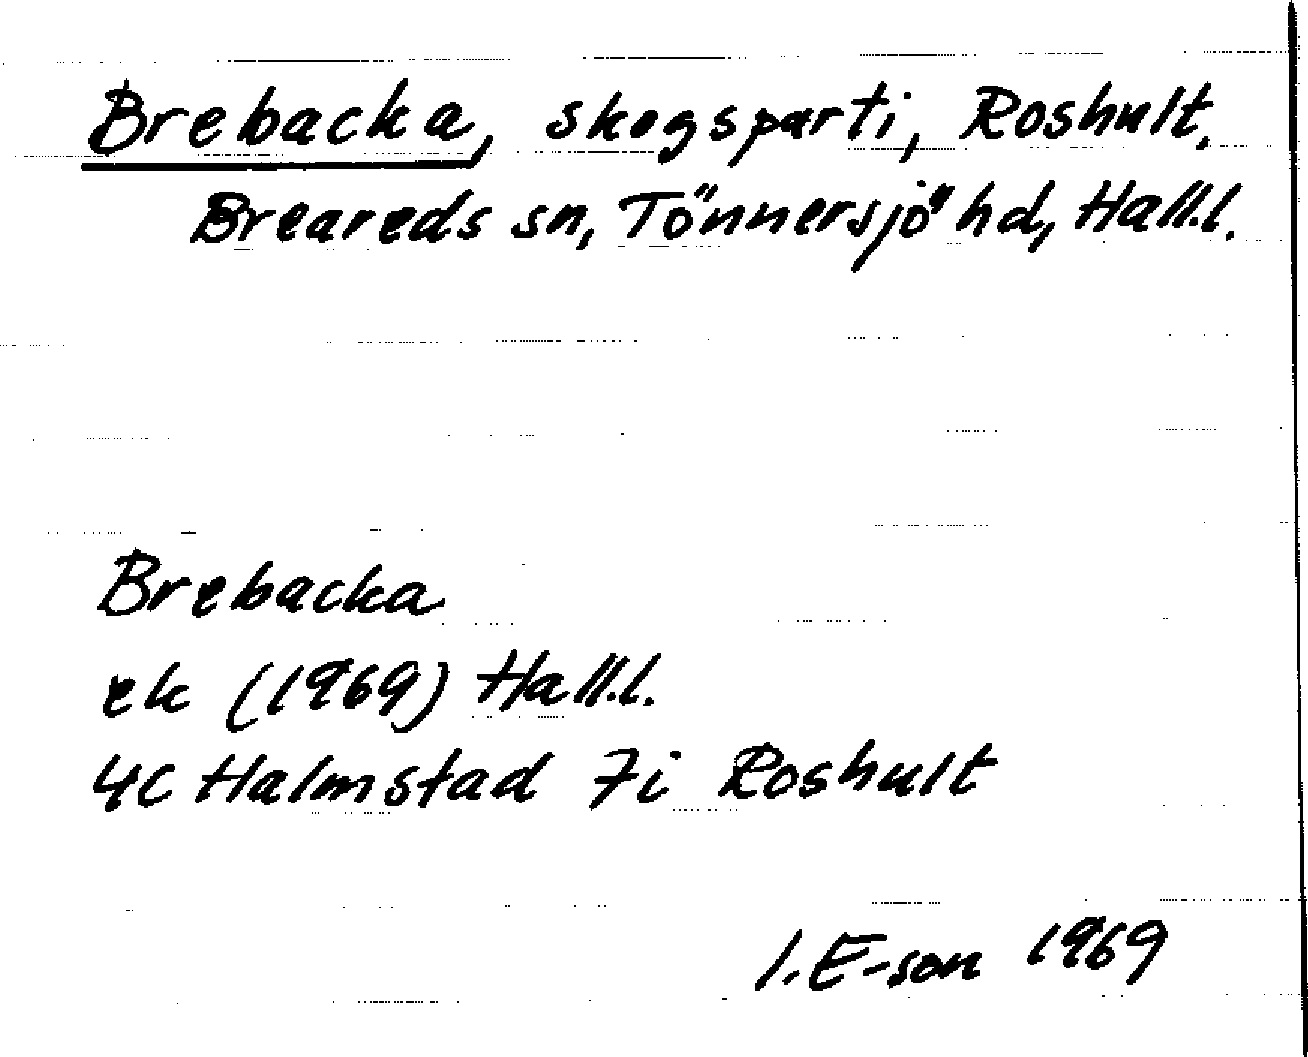 Brebacka, skogsparti, Roshult,
Breareds sn, Tönnersjö hd, Hall.l.
Brebacka
ek (1969) Hall.l.
4C Halmstad 7i Roshult
I. E-son 1969